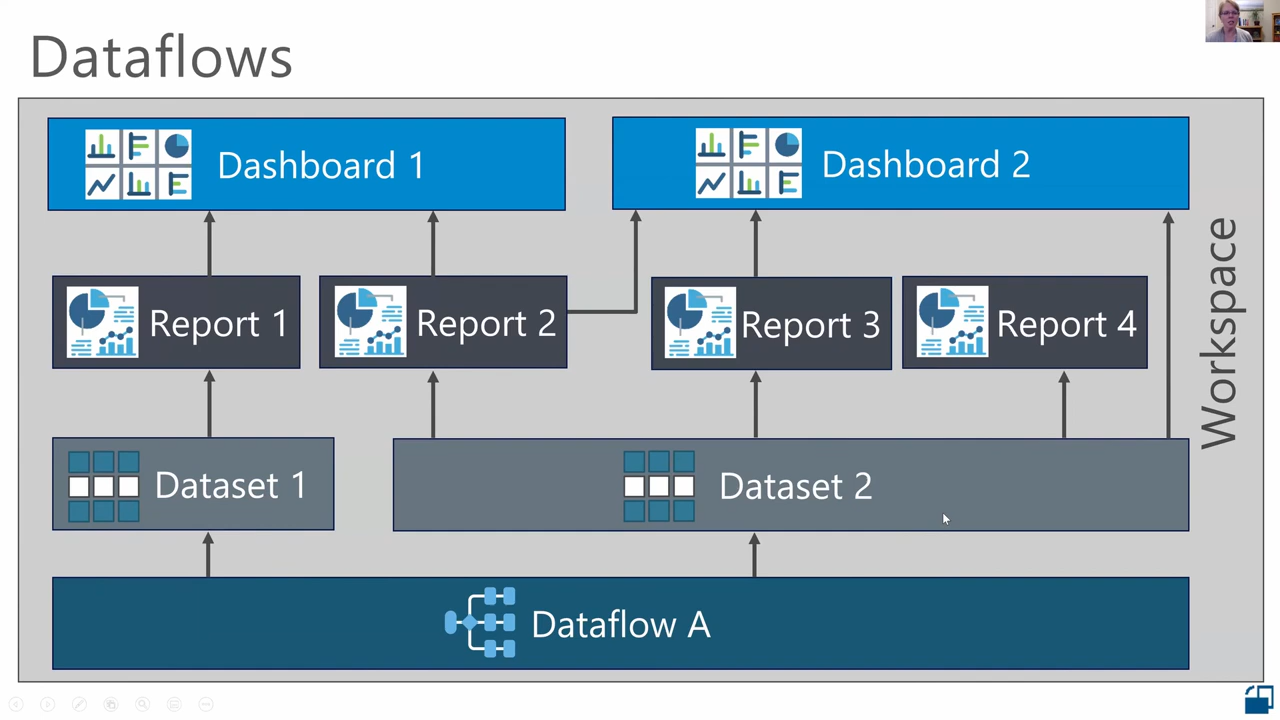 Dataflows
Dashboard 1
Dashboard 2
Report 1
Report 2
Report 3
Report 4
Workspace
Dataset 1
Dataset 2
Dataflow A